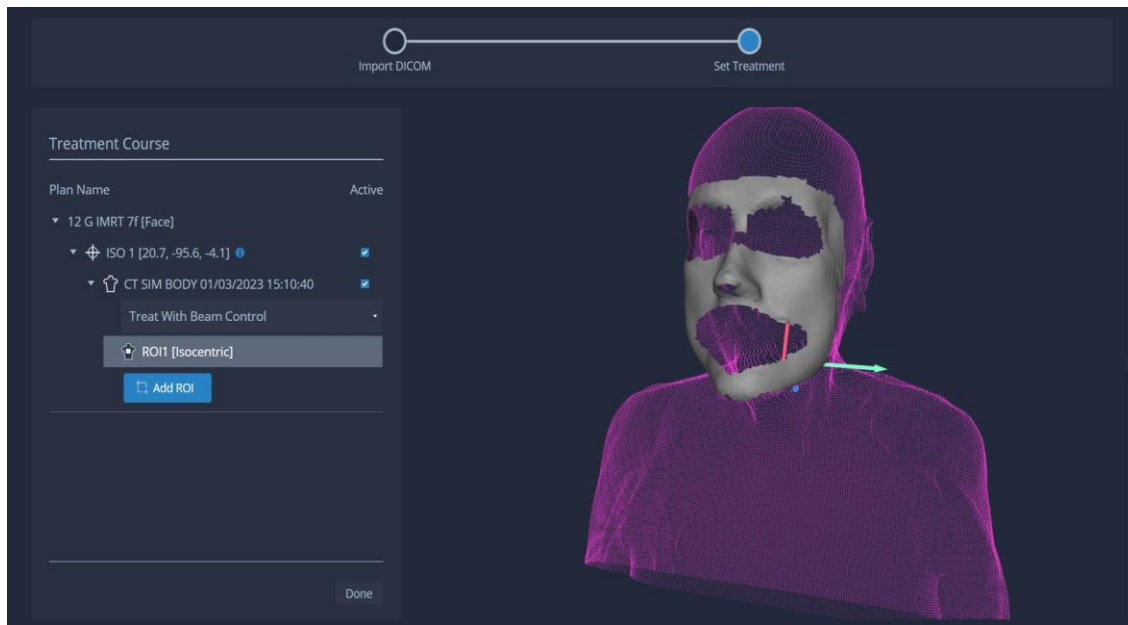 Import DICOM
Set Treatment
Treatment Course
Plan Name Active
12 G IMRT 7f [Face]
ISO 1 [20.7, -95.6, -4.1]
CT SIM BODY 01/03/2023 15:10:40
Treat With Beam Control
ROI1 [Isocentric]
Add ROI
Done